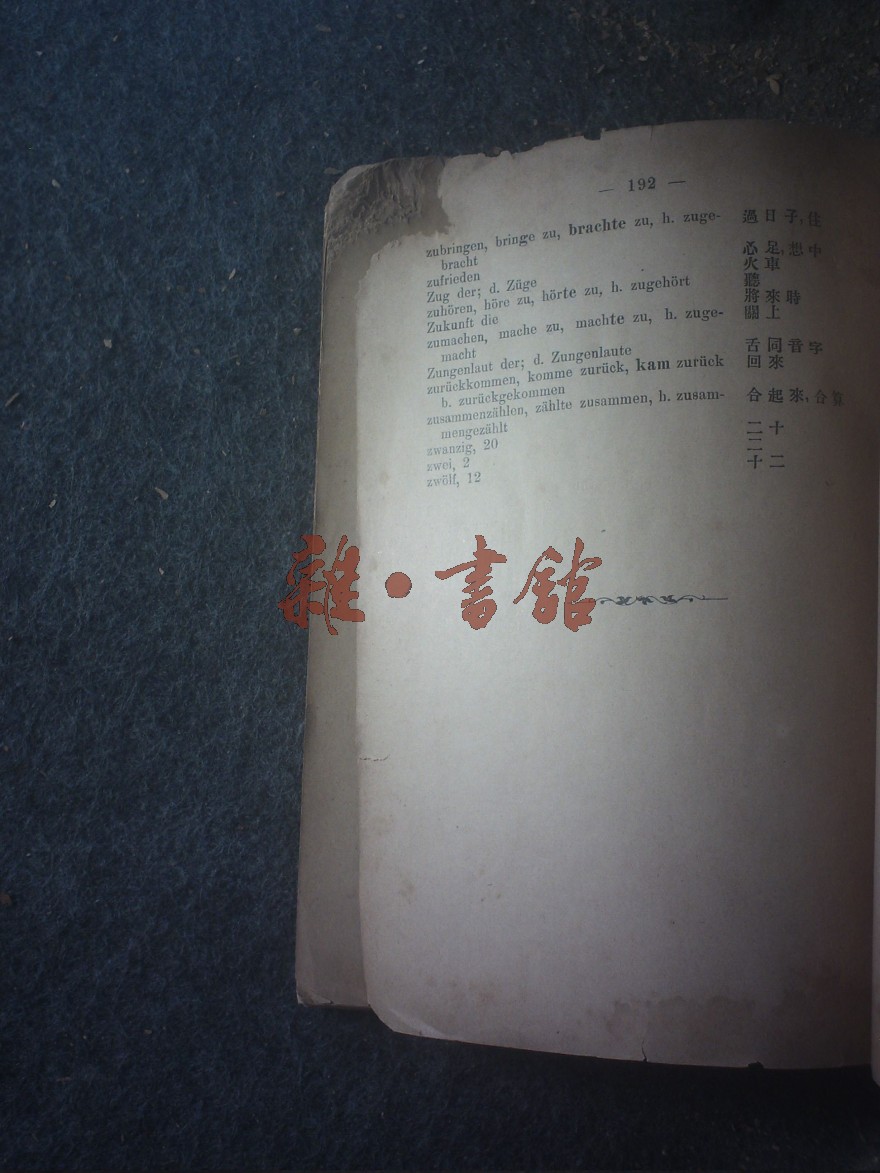 — 192 —
zubringen, bringe zu, brachte zu, h. zuge- 過日子, 住
bracht
zufrieden 心足, 想中
Zug der; d. Züge 火車
zuhören, höre zu, hörte zu, h. zugehört 聽
Zukunft die 將來時
zumachen, mache zu, machte zu, h. zuge- 關上
macht
Zungenlaut der; d. Zungenlaute 舌同音字
zurückkommen, komme zurück, kam zurück 回來
b. zurückgekommen
zusammenzählen, zählte zusammen, h. zusam- 合起來, 合算
mengezählt
zwanzig, 20 二十
zwei, 2 二
zwölf, 12 十二
雜·書館